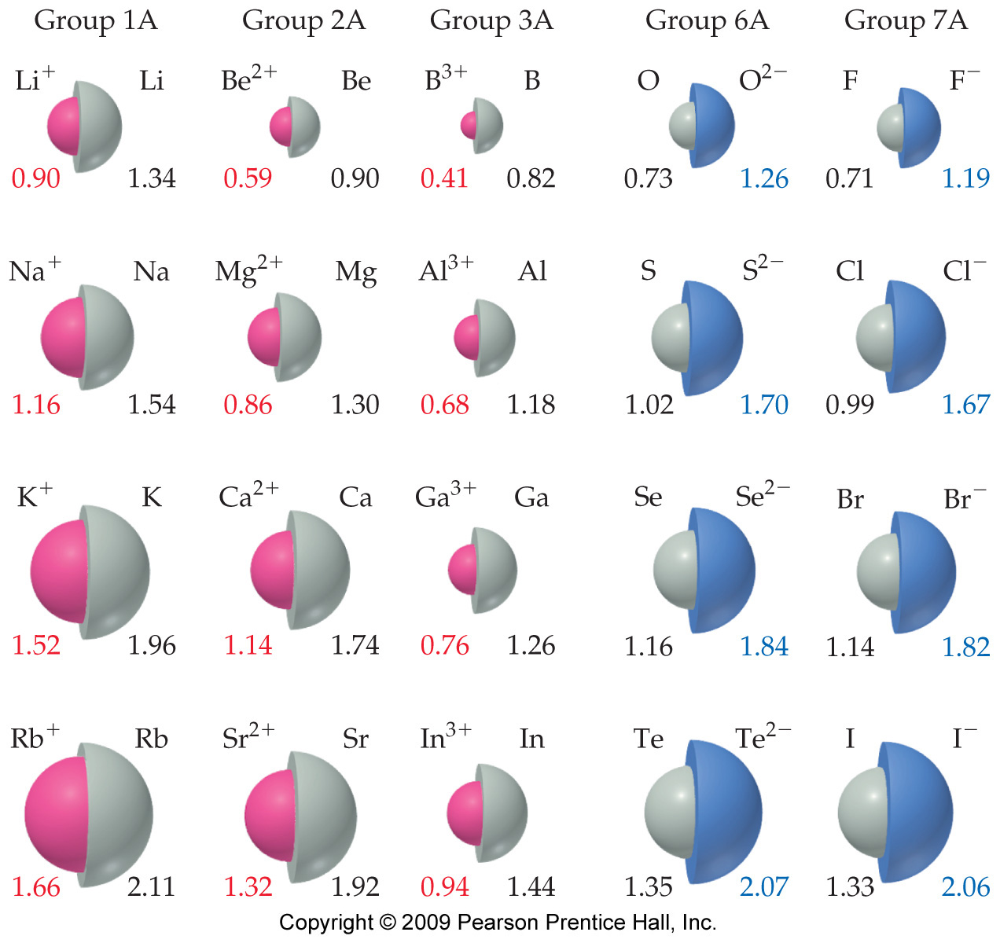 Group 1A Group 2A Group 3A Group 6A Group 7A
Li+ Li Be2+ Be B3+ B O O2− F F−
0.90 1.34 0.59 0.90 0.41 0.82 0.73 1.26 0.71 1.19
Na+ Na Mg2+ Mg Al3+ Al S S2− Cl Cl−
1.16 1.54 0.86 1.30 0.68 1.18 1.02 1.70 0.99 1.67
K+ K Ca2+ Ca Ga3+ Ga Se Se2− Br Br−
1.52 1.96 1.14 1.74 0.76 1.26 1.16 1.84 1.14 1.82
Rb+ Rb Sr2+ Sr In3+ In Te Te2− I I−
1.66 2.11 1.32 1.92 0.94 1.44 1.35 2.07 1.33 2.06
Copyright © 2009 Pearson Prentice Hall, Inc.